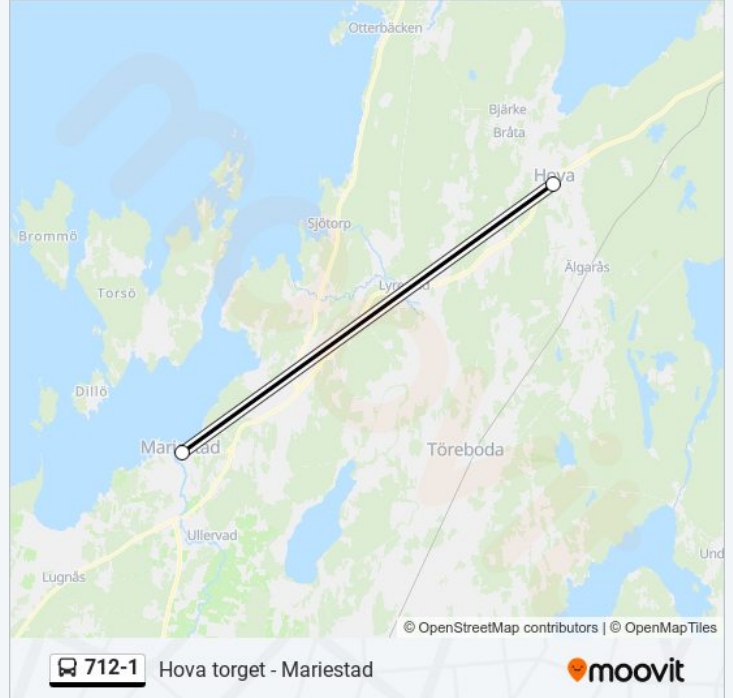 Otterbäcken
Bjärke
Bråta
Hova
Sjötorp
Brommö
Älgarås
Lyrestad
Torsö
Dillö
Mariestad
Töreboda
Ullervad
Und
Lugnås
© OpenStreetMap contributors | © OpenMapTiles
712-1 Hova torget - Mariestad
moovit